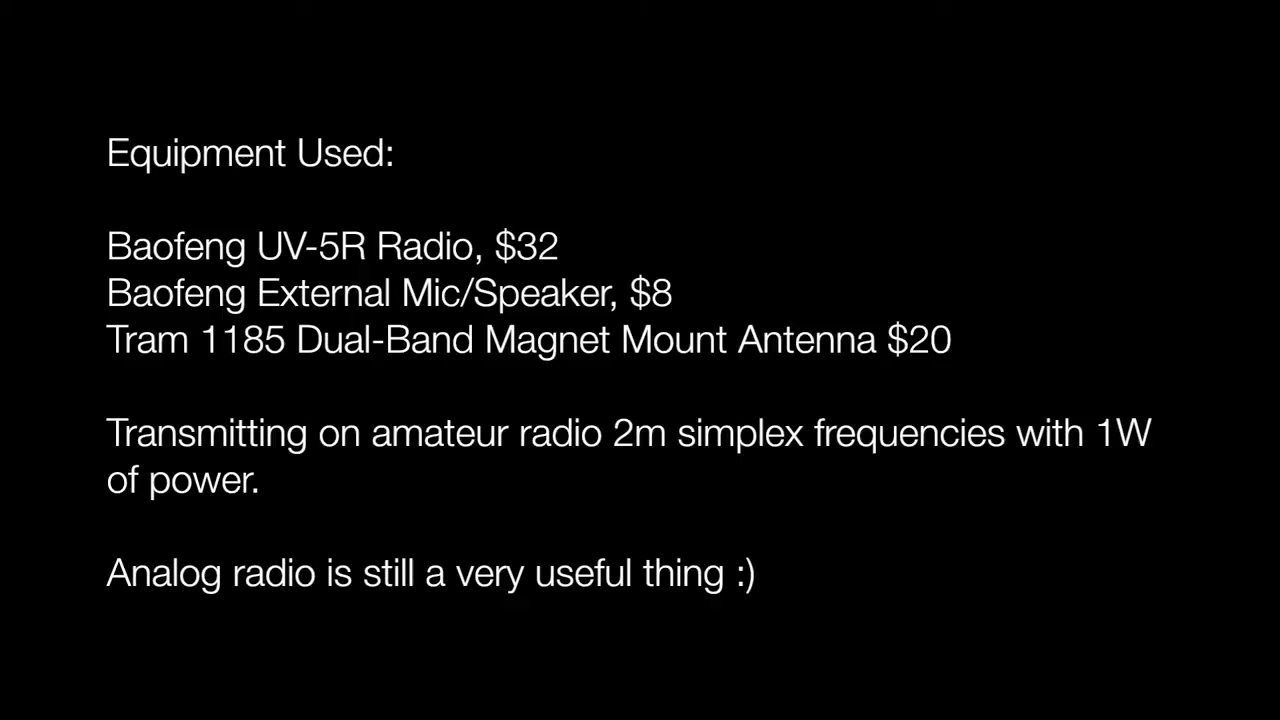 Equipment Used:
Baofeng UV-5R Radio, $32
Baofeng External Mic/Speaker, $8
Tram 1185 Dual-Band Magnet Mount Antenna $20
Transmitting on amateur radio 2m simplex frequencies with 1W
of power.
Analog radio is still a very useful thing :)